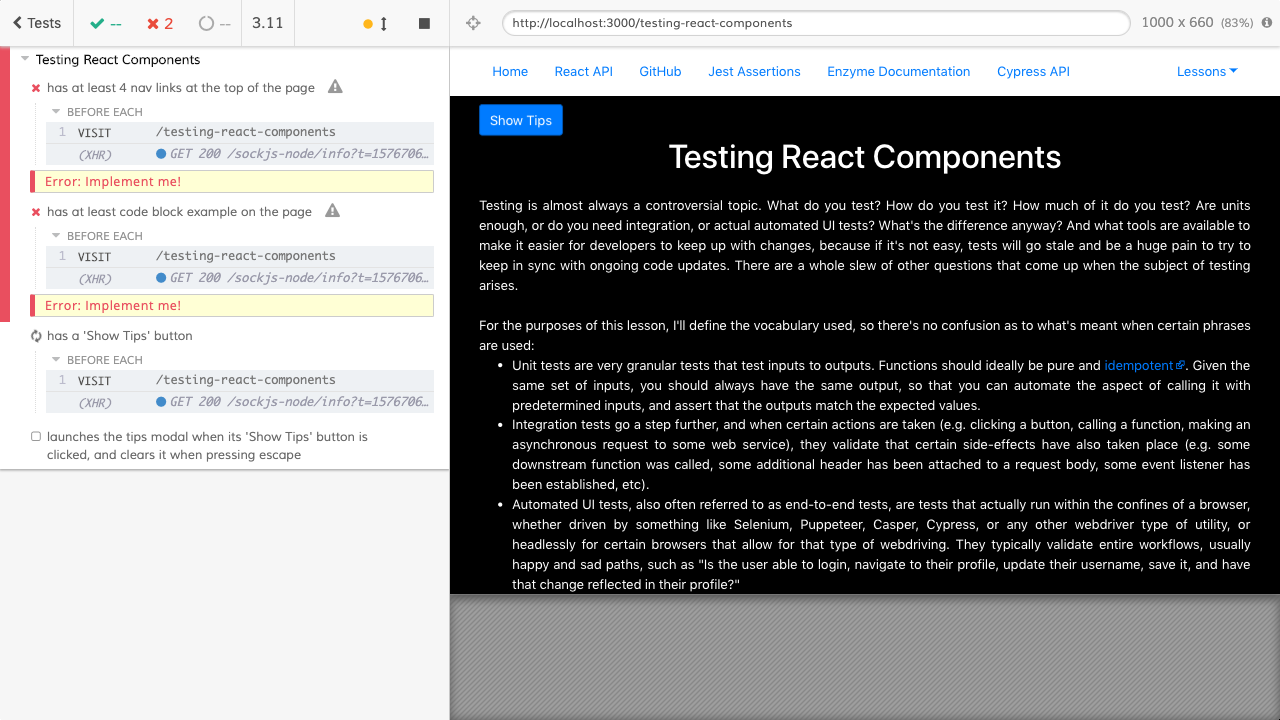 Tests
--
2
--
3.11
http://localhost:3000/testing-react-components
1000 x 660 (83%)
Testing React Components
has at least 4 nav links at the top of the page
BEFORE EACH
1 VISIT /testing-react-components
(XHR) GET 200 /sockjs-node/info?t=1576706…
Error: Implement me!
has at least code block example on the page
BEFORE EACH
1 VISIT /testing-react-components
(XHR) GET 200 /sockjs-node/info?t=1576706…
Error: Implement me!
has a 'Show Tips' button
BEFORE EACH
1 VISIT /testing-react-components
(XHR) GET 200 /sockjs-node/info?t=1576706…
launches the tips modal when its 'Show Tips' button is
clicked, and clears it when pressing escape
Home React API GitHub Jest Assertions Enzyme Documentation Cypress API Lessons
Show Tips
Testing React Components
Testing is almost always a controversial topic. What do you test? How do you test it? How much of it do you test? Are units
enough, or do you need integration, or actual automated UI tests? What's the difference anyway? And what tools are available to
make it easier for developers to keep up with changes, because if it's not easy, tests will go stale and be a huge pain to try to
keep in sync with ongoing code updates. There are a whole slew of other questions that come up when the subject of testing
arises.
For the purposes of this lesson, I'll define the vocabulary used, so there's no confusion as to what's meant when certain phrases
are used:
• Unit tests are very granular tests that test inputs to outputs. Functions should ideally be pure and idempotent. Given the
same set of inputs, you should always have the same output, so that you can automate the aspect of calling it with
predetermined inputs, and assert that the outputs match the expected values.
• Integration tests go a step further, and when certain actions are taken (e.g. clicking a button, calling a function, making an
asynchronous request to some web service), they validate that certain side-effects have also taken place (e.g. some
downstream function was called, some additional header has been attached to a request body, some event listener has
been established, etc).
• Automated UI tests, also often referred to as end-to-end tests, are tests that actually run within the confines of a browser,
whether driven by something like Selenium, Puppeteer, Casper, Cypress, or any other webdriver type of utility, or
headlessly for certain browsers that allow for that type of webdriving. They typically validate entire workflows, usually
happy and sad paths, such as "Is the user able to login, navigate to their profile, update their username, save it, and have
that change reflected in their profile?"